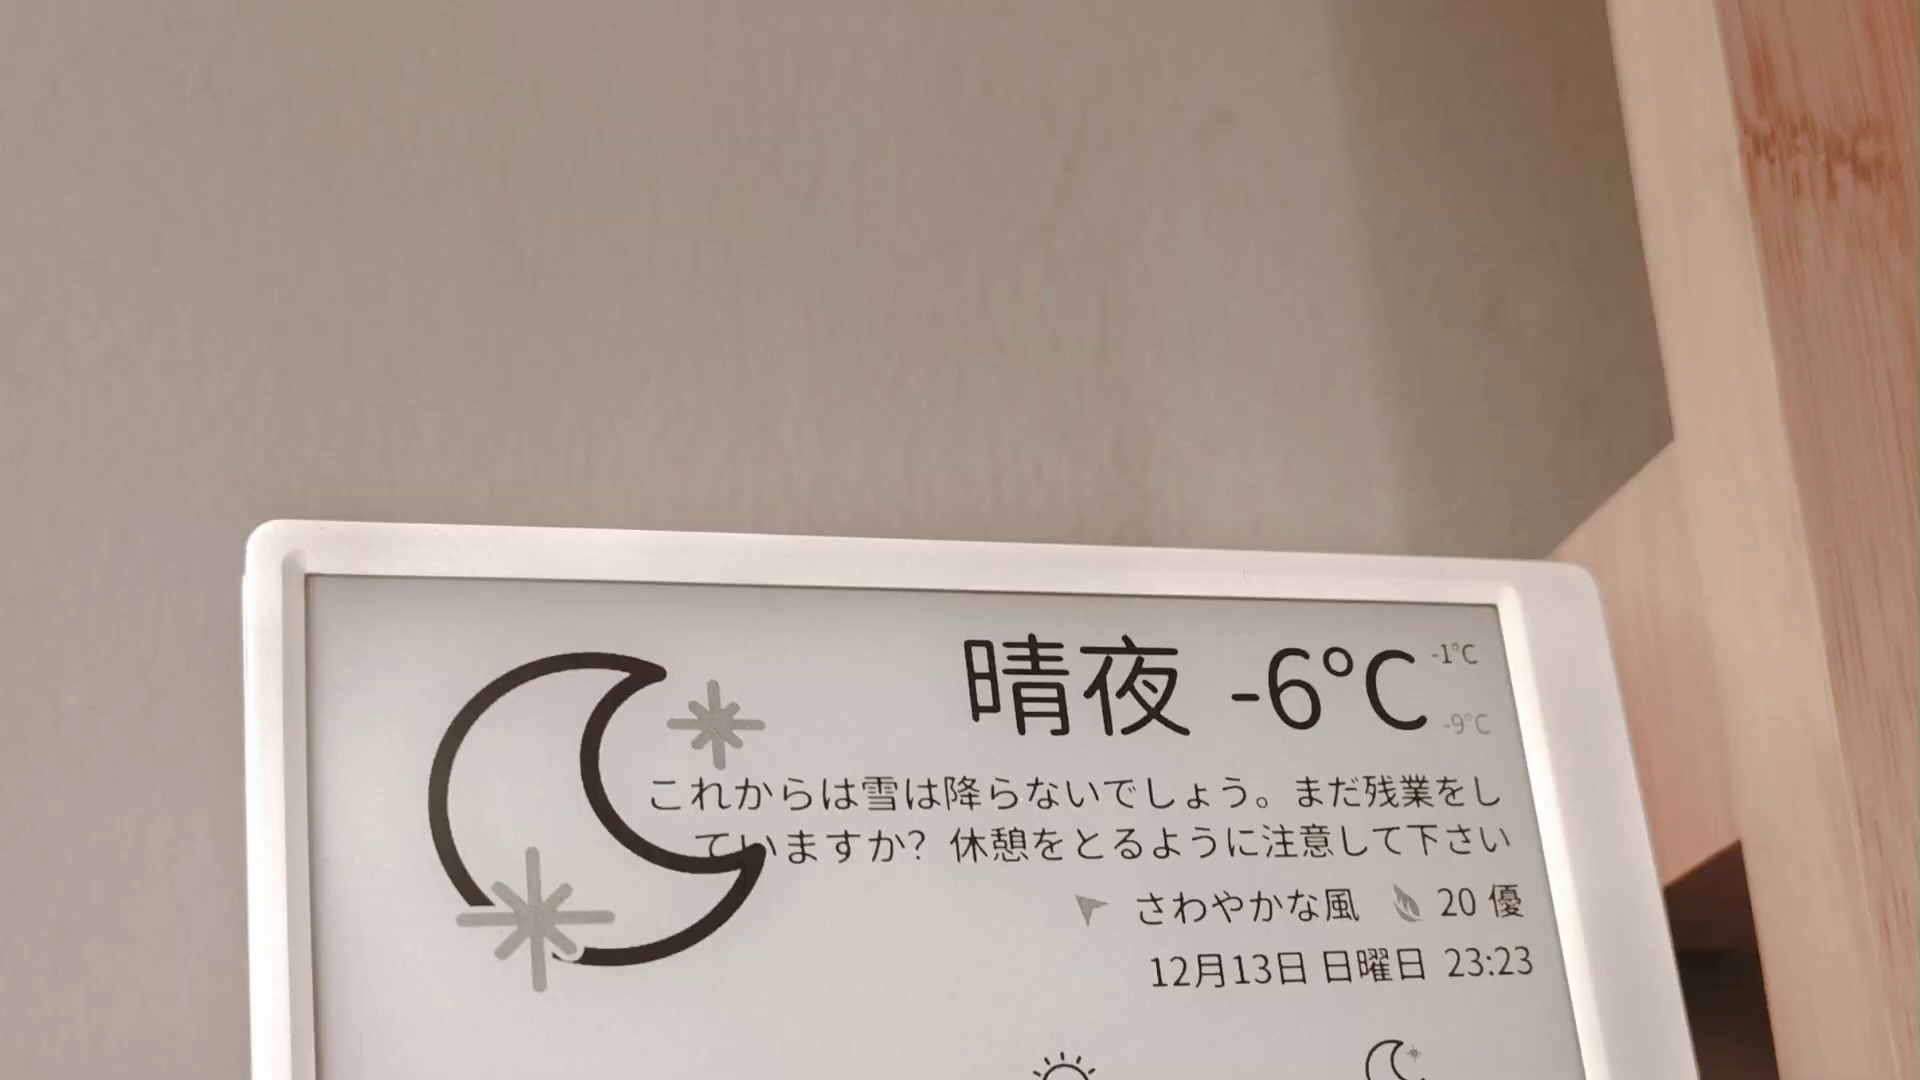 晴夜 -6°C -1°C
-9°C
これからは雪は降らないでしょう。まだ残業をし
ていますか? 休憩をとるように注意して下さい
さわやかな風 20 優
12月13日 日曜日 23:23